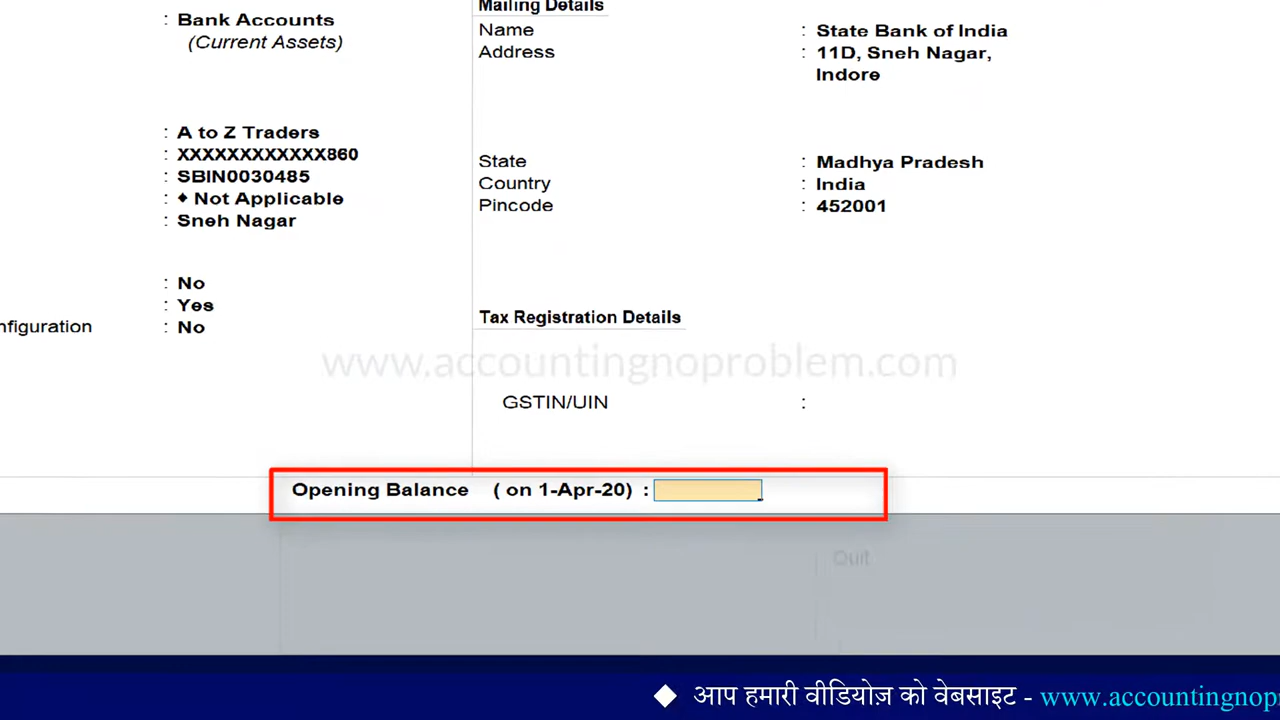 : Bank Accounts
(Current Assets)
: A to Z Traders
: XXXXXXXXXXXX860
: SBIN0030485
: ♦ Not Applicable
: Sneh Nagar
: No
: Yes
nfiguration : No
Mailing Details
Name : State Bank of India
Address : 11D, Sneh Nagar,
Indore
State : Madhya Pradesh
Country : India
Pincode : 452001
Tax Registration Details
www.accountingnoproblem.com
GSTIN/UIN :
Opening Balance ( on 1-Apr-20) :
Quit
◆ आप हमारी वीडियोज़ को वेबसाइट - www.accountingnop